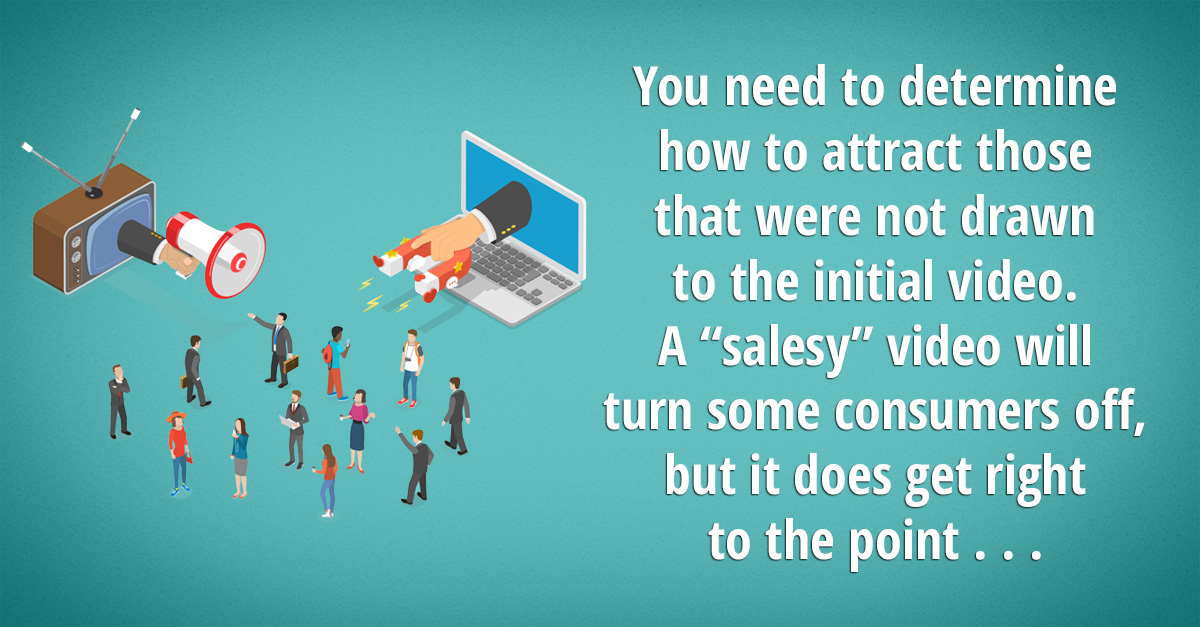 You need to determine
how to attract those
that were not drawn
to the initial video.
A “salesy” video will
turn some consumers off,
but it does get right
to the point . . .